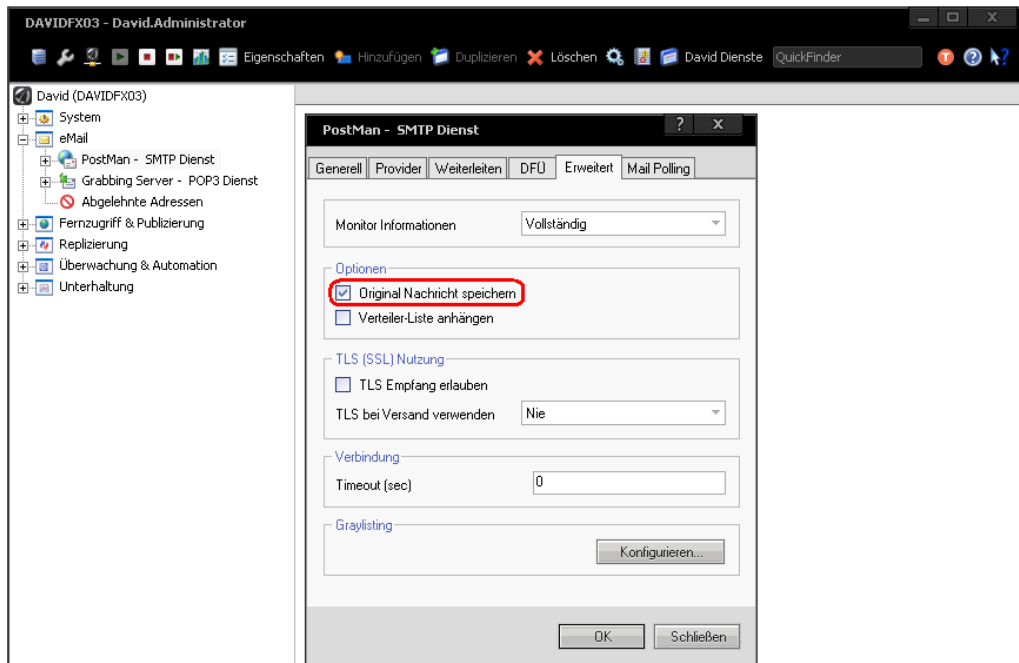 DAVIDFX03 - David.Administrator
Eigenschaften Hinzufügen Duplizieren Löschen David Dienste QuickFinder
David (DAVIDFX03)
System
eMail
PostMan - SMTP Dienst
Grabbing Server - POP3 Dienst
Abgelehnte Adressen
Fernzugriff & Publizierung
Replizierung
Überwachung & Automation
Unterhaltung
PostMan - SMTP Dienst
Generell Provider Weiterleiten DFÜ Erweitert Mail Polling
Monitor Informationen Vollständig
Optionen
Original Nachricht speichern
Verteiler-Liste anhängen
TLS (SSL) Nutzung
TLS Empfang erlauben
TLS bei Versand verwenden Nie
Verbindung
Timeout (sec) 0
Graylisting
Konfigurieren...
OK Schließen